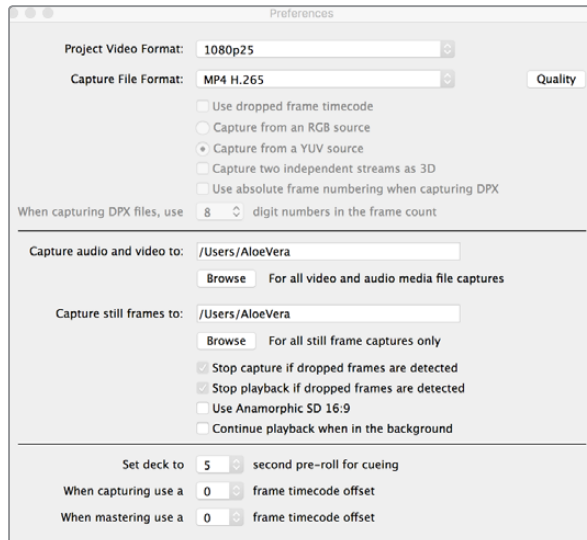 Preferences
Project Video Format: 1080p25
Capture File Format: MP4 H.265 Quality
Use dropped frame timecode
Capture from an RGB source
Capture from a YUV source
Capture two independent streams as 3D
Use absolute frame numbering when capturing DPX
When capturing DPX files, use 8 digit numbers in the frame count
Capture audio and video to: /Users/AloeVera
Browse For all video and audio media file captures
Capture still frames to: /Users/AloeVera
Browse For all still frame captures only
Stop capture if dropped frames are detected
Stop playback if dropped frames are detected
Use Anamorphic SD 16:9
Continue playback when in the background
Set deck to 5 second pre-roll for cueing
When capturing use a 0 frame timecode offset
When mastering use a 0 frame timecode offset